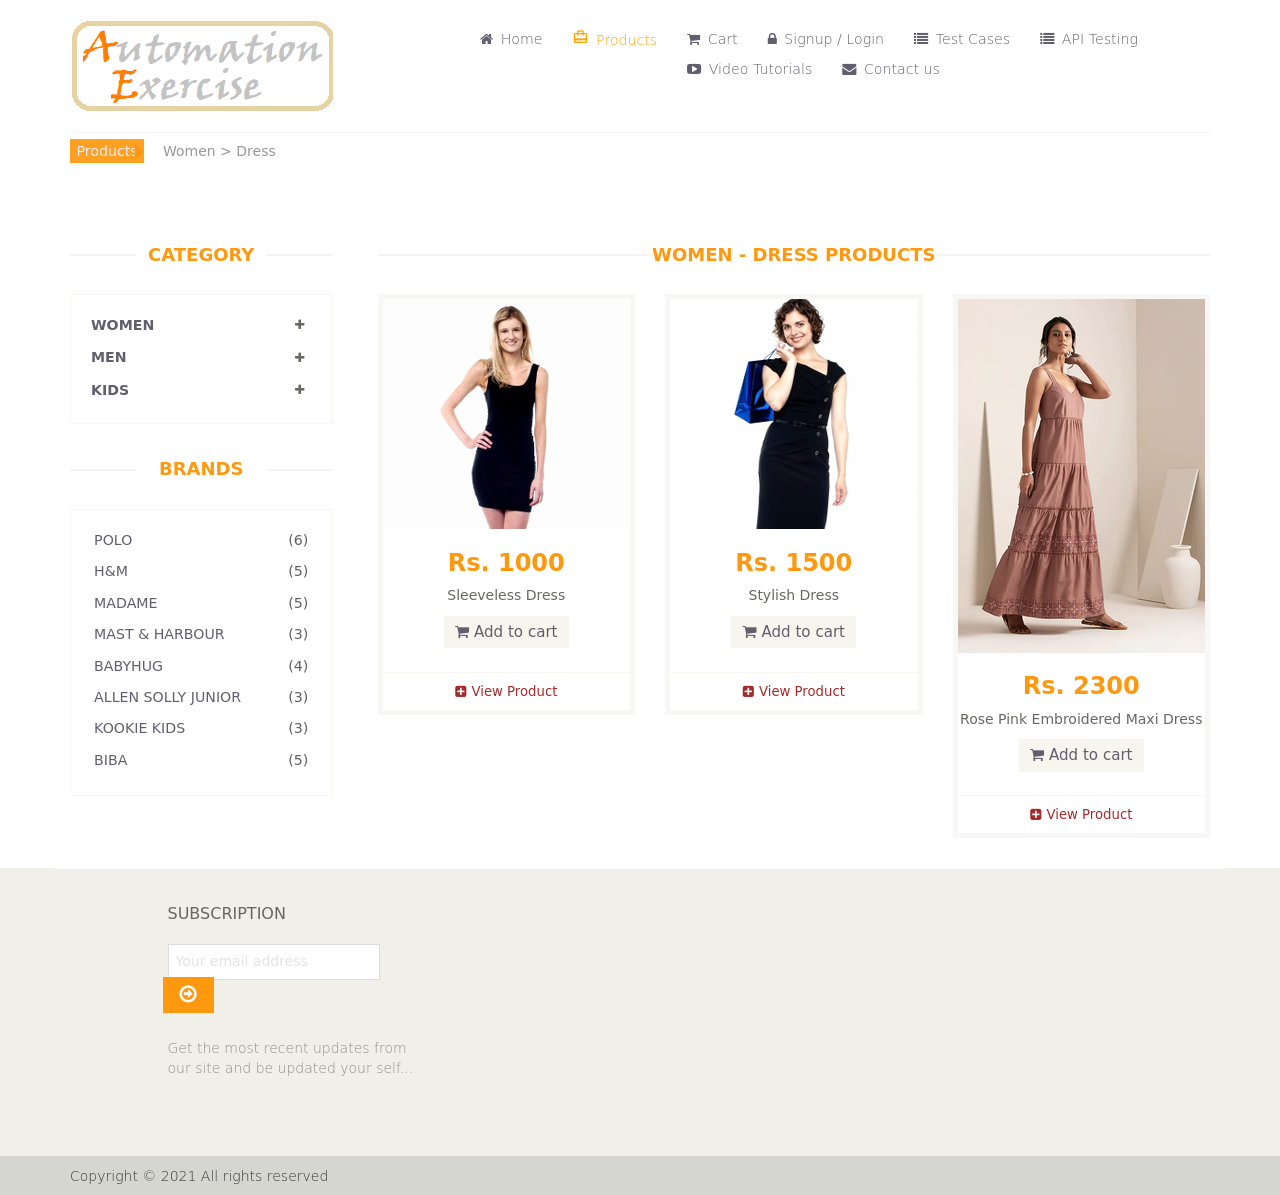 Automation
Exercise
Home
Products
Cart
Signup / Login
Test Cases
API Testing
Video Tutorials
Contact us
Products
Women > Dress
CATEGORY
WOMEN
MEN
KIDS
BRANDS
POLO (6)
H&M (5)
MADAME (5)
MAST & HARBOUR (3)
BABYHUG (4)
ALLEN SOLLY JUNIOR (3)
KOOKIE KIDS (3)
BIBA (5)
WOMEN - DRESS PRODUCTS
Rs. 1000
Sleeveless Dress
Add to cart
View Product
Rs. 1500
Stylish Dress
Add to cart
View Product
Rs. 2300
Rose Pink Embroidered Maxi Dress
Add to cart
View Product
SUBSCRIPTION
Your email address
Get the most recent updates from
our site and be updated your self...
Copyright © 2021 All rights reserved